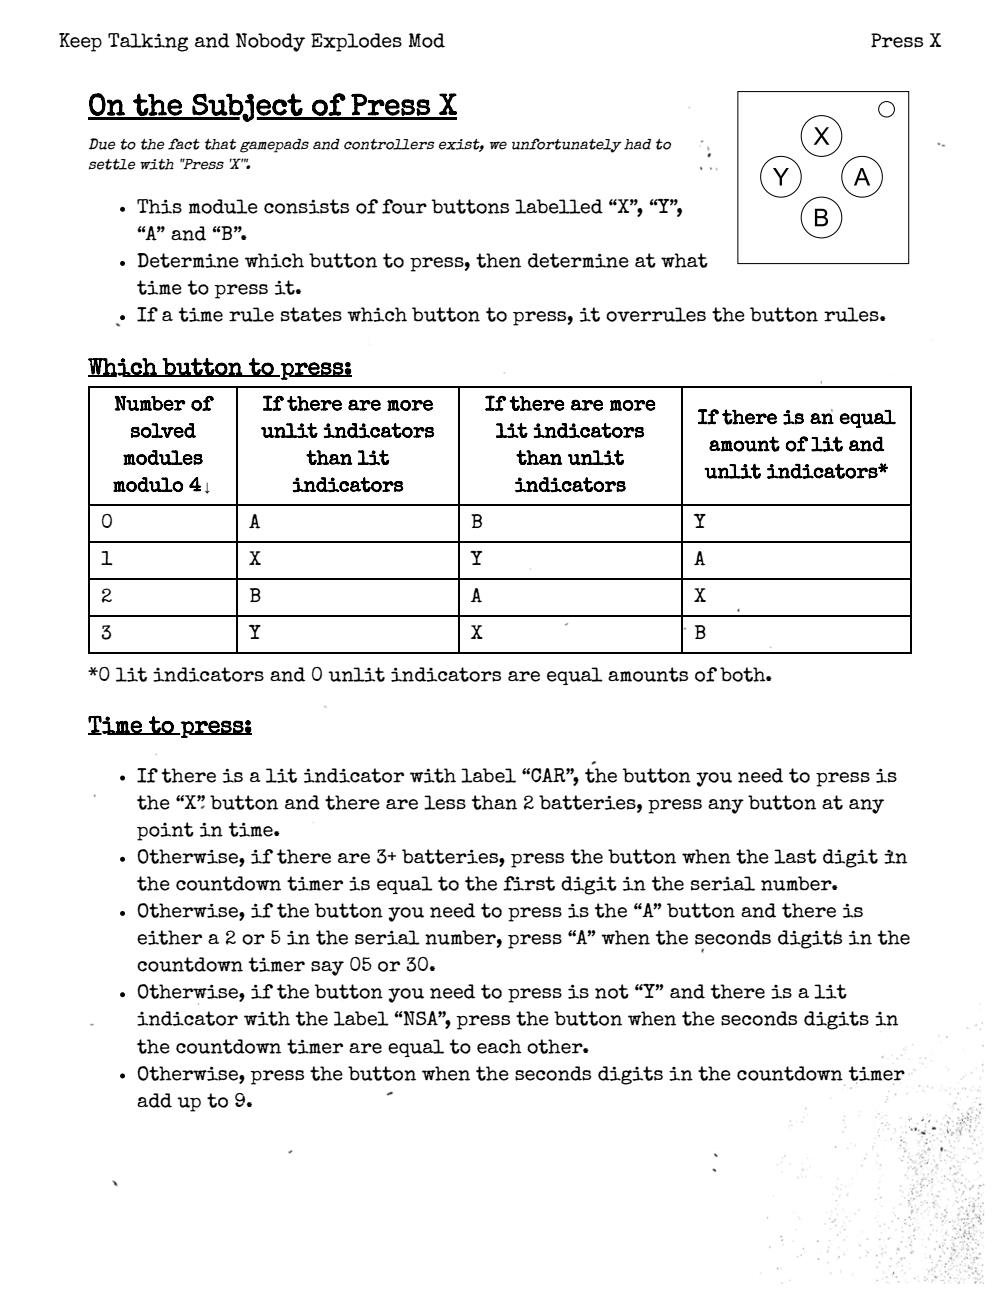 Keep Talking and Nobody Explodes Mod
Press X
On the Subject of Press X
Due to the fact that gamepads and controllers exist, we unfortunately had to
settle with "Press 'X'".
X
Y
A
B
• This module consists of four buttons labelled “X”, “Y”,
“A” and “B”.
• Determine which button to press, then determine at what
time to press it.
• If a time rule states which button to press, it overrules the button rules.
Which button to press:
Number of
solved
modules
modulo 4↓
If there are more
unlit indicators
than lit
indicators
If there are more
lit indicators
than unlit
indicators
If there is an equal
amount of lit and
unlit indicators*
0 A B Y
1 X Y A
2 B A X
3 Y X B
*0 lit indicators and 0 unlit indicators are equal amounts of both.
Time to press:
• If there is a lit indicator with label “CAR”, the button you need to press is
the “X” button and there are less than 2 batteries, press any button at any
point in time.
• Otherwise, if there are 3+ batteries, press the button when the last digit in
the countdown timer is equal to the first digit in the serial number.
• Otherwise, if the button you need to press is the “A” button and there is
either a 2 or 5 in the serial number, press “A” when the seconds digits in the
countdown timer say 05 or 30.
• Otherwise, if the button you need to press is not “Y” and there is a lit
indicator with the label “NSA”, press the button when the seconds digits in
the countdown timer are equal to each other.
• Otherwise, press the button when the seconds digits in the countdown timer
add up to 9.